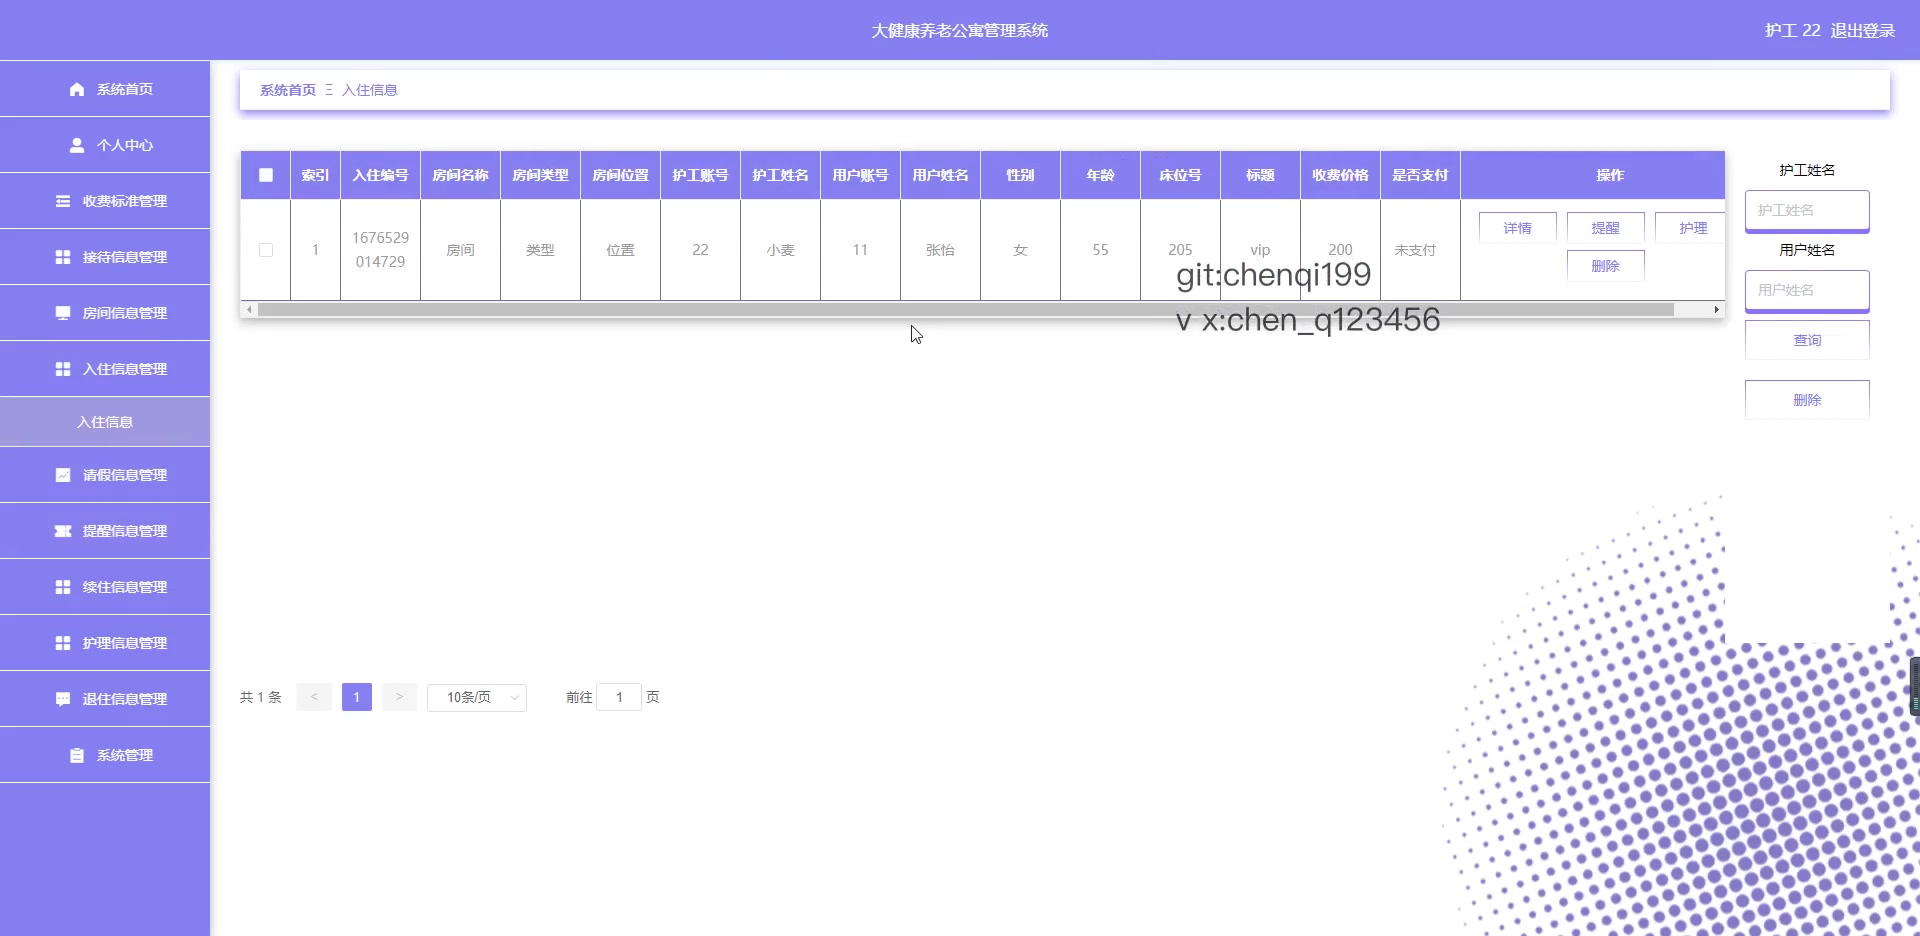 大健康养老公寓管理系统
护工 22 退出登录
系统首页
个人中心
收费标准管理
接待信息管理
房间信息管理
入住信息管理
入住信息
请假信息管理
提醒信息管理
续住信息管理
护理信息管理
退住信息管理
系统管理
系统首页 Ξ 入住信息
索引 入住编号 房间名称 房间类型 房间位置 护工账号 护工姓名 用户账号 用户姓名 性别 年龄 床位号 标题 收费价格 是否支付 操作
1 1676529014729 房间 类型 位置 22 小麦 11 张怡 女 55 205 vip 200 未支付 详情 提醒 护理
删除
git:chenqi199
v x:chen_q123456
护工姓名
护工姓名
用户姓名
用户姓名
查询
删除
共 1 条 < 1 > 10条/页 前往 1 页